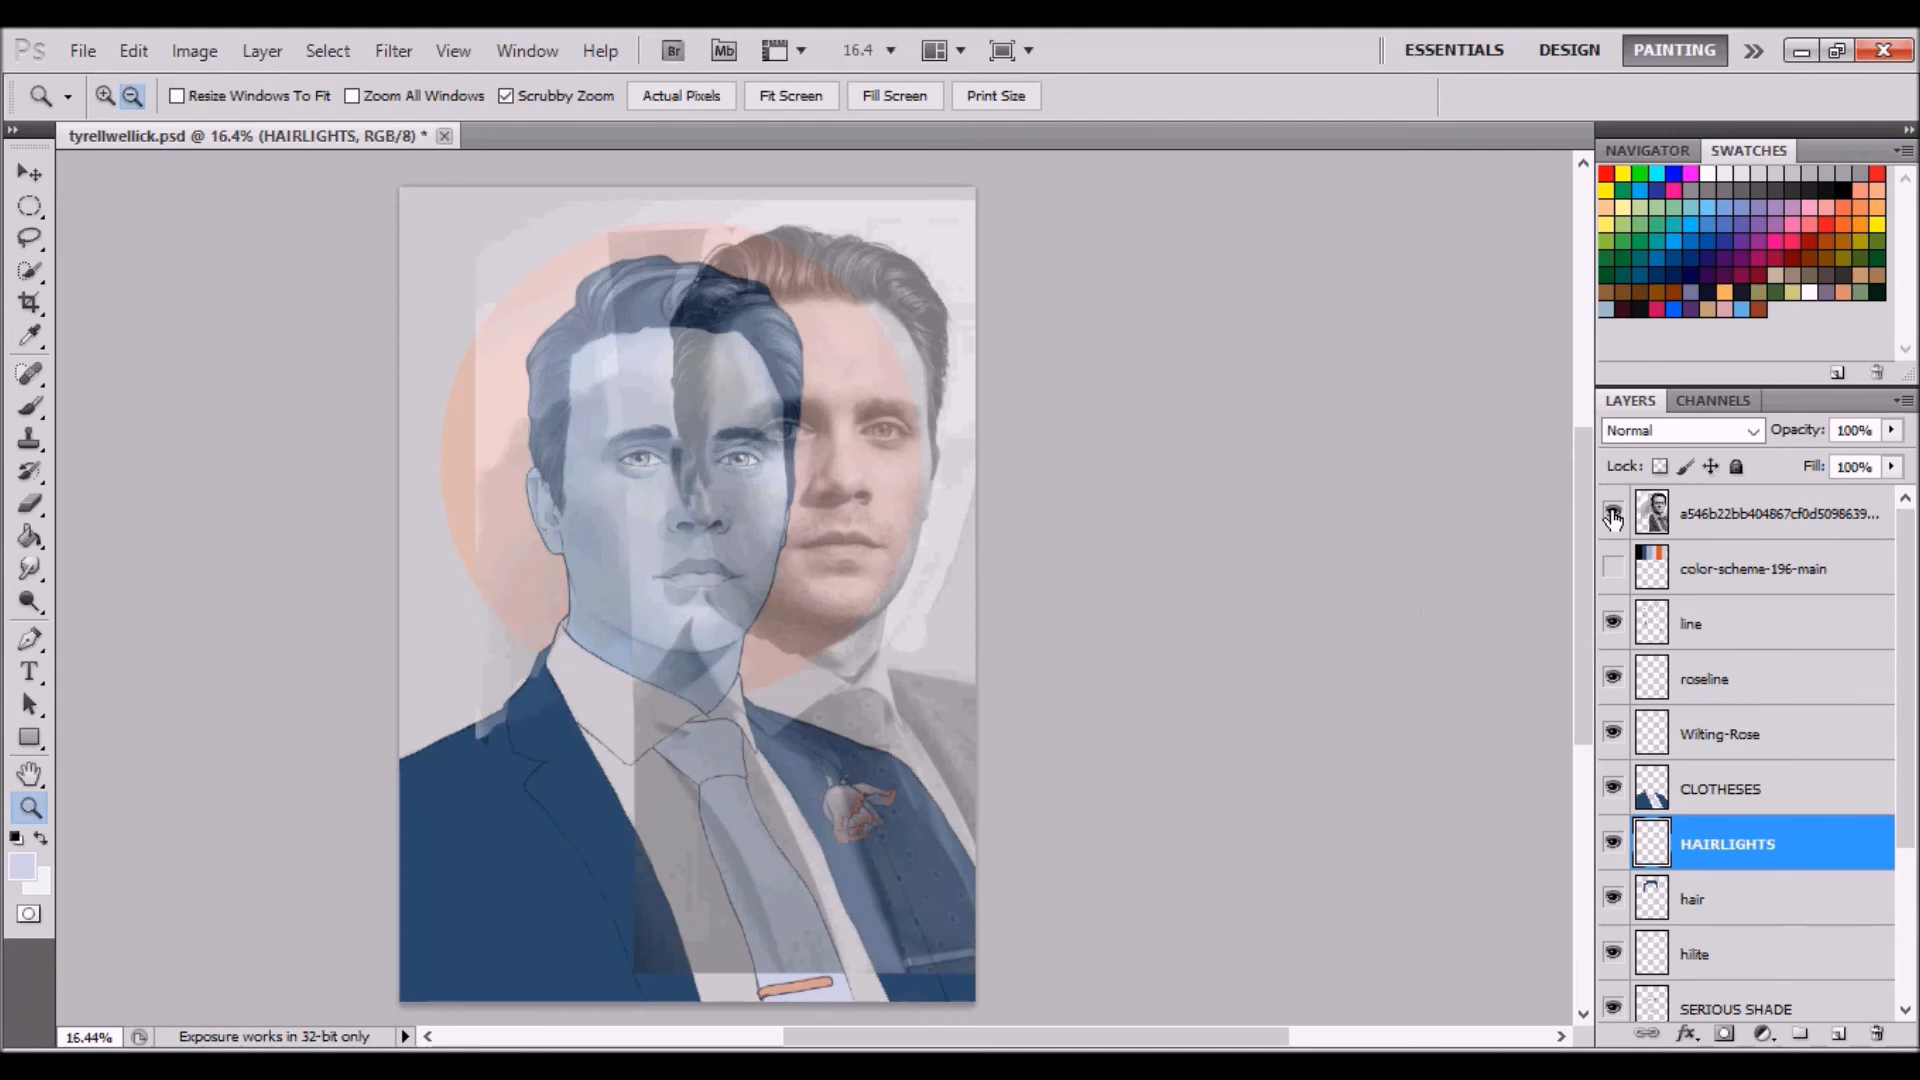 Ps File Edit Image Layer Select Filter View Window Help Br Mb 16.4 ESSENTIALS DESIGN PAINTING
Resize Windows To Fit Zoom All Windows Scrubby Zoom Actual Pixels Fit Screen Fill Screen Print Size
tyrellwellick.psd @ 16.4% (HAIRLIGHTS, RGB/8) *
NAVIGATOR SWATCHES
LAYERS CHANNELS
Normal Opacity: 100%
Lock: Fill: 100%
a546b22bb404867cf0d5098639...
color-scheme-196-main
line
roseline
Wilting-Rose
CLOTHESES
HAIRLIGHTS
hair
hilite
SERIOUS SHADE
16.44% Exposure works in 32-bit only